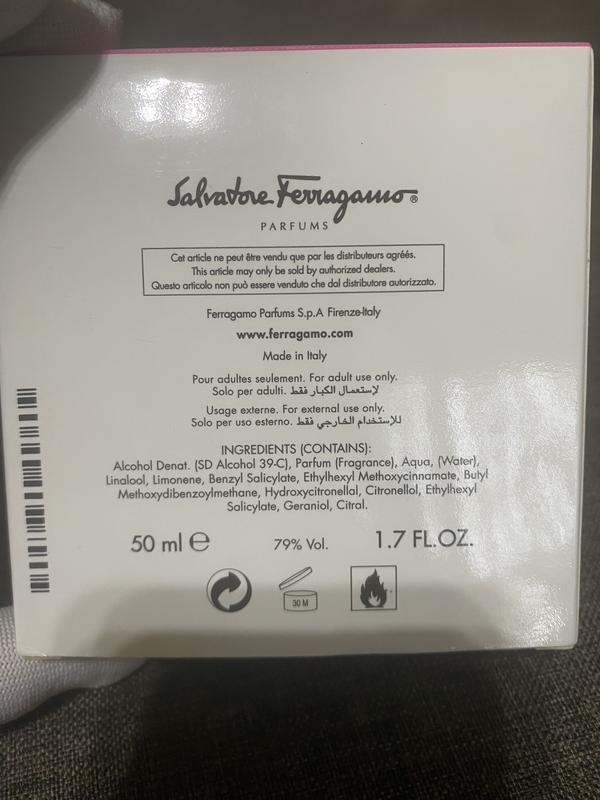 Salvatore Ferragamo®
PARFUMS
Cet article ne peut être vendu que par les distributeurs agréés.
This article may only be sold by authorized dealers.
Questo articolo non può essere venduto che dal distributore autorizzato.
Ferragamo Parfums S.p.A Firenze-Italy
www.ferragamo.com
Made in Italy
Pour adultes seulement. For adult use only.
Solo per adulti. لإستعمال الكبار فقط
Usage externe. For external use only.
Solo per uso esterno. للإستخدام الخارجي فقط
INGREDIENTS (CONTAINS):
Alcohol Denat. (SD Alcohol 39-C), Parfum (Fragrance), Aqua, (Water),
Linalool, Limonene, Benzyl Salicylate, Ethylhexyl Methoxycinnamate, Butyl
Methoxydibenzoylmethane, Hydroxycitronellal, Citronellol, Ethylhexyl
Salicylate, Geraniol, Citral.
50 ml e 79% Vol. 1.7 FL.OZ.
30 M